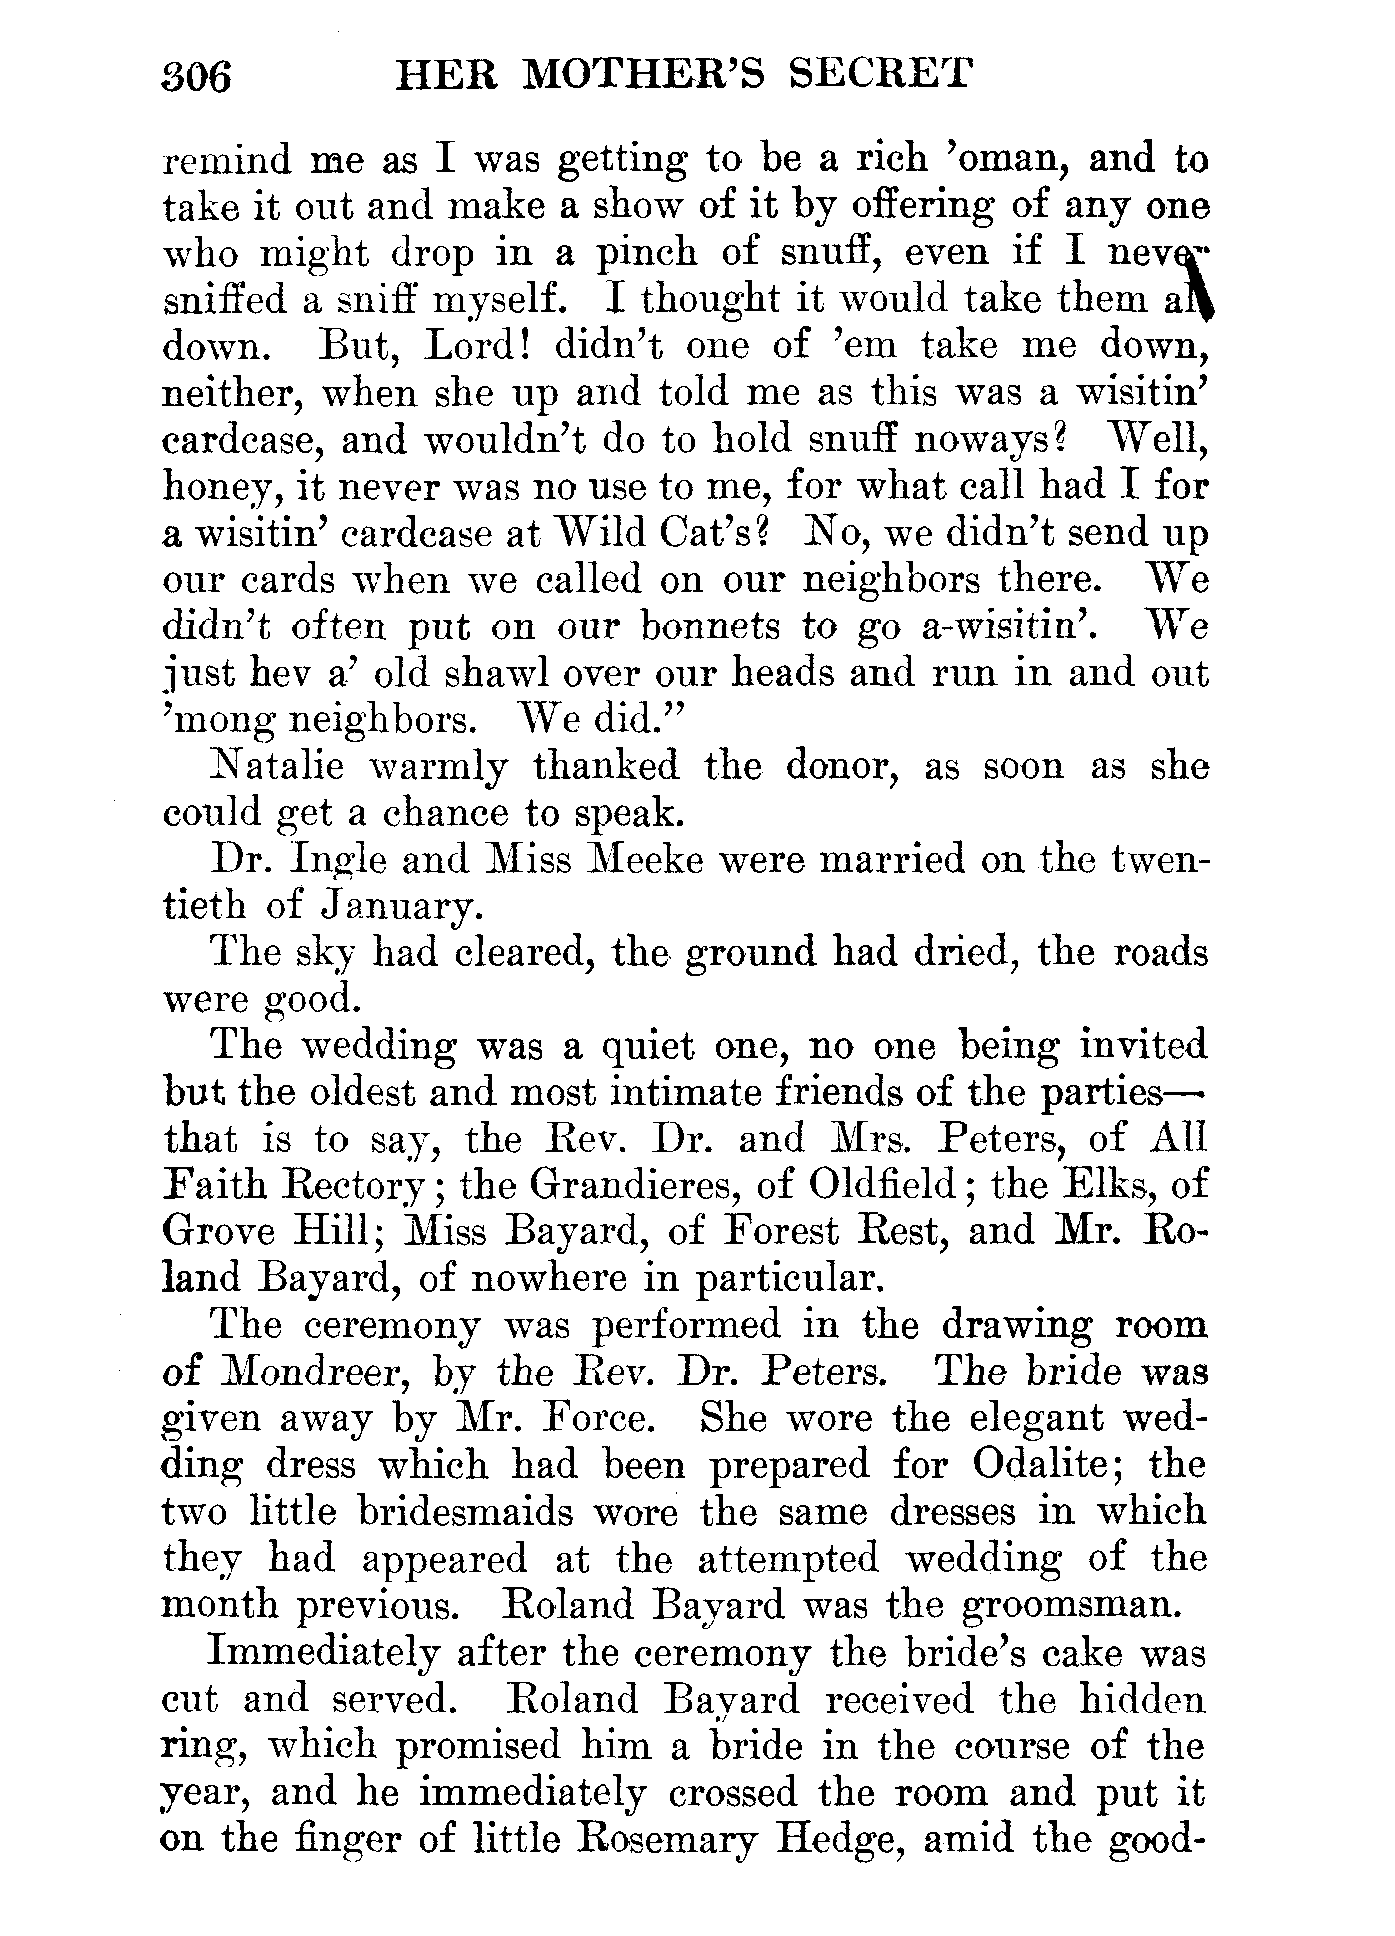 306 HER MOTHER'S SECRET
remind me as I was getting to be a rich 'oman, and to
take it out and make a show of it by offering of any one
who might drop in a pinch of snuff, even if I never
sniffed a sniff myself. I thought it would take them all
down. But, Lord! didn't one of 'em take me down,
neither, when she up and told me as this was a wisitin'
cardcase, and wouldn't do to hold snuff noways? Well,
honey, it never was no use to me, for what call had I for
a wisitin' cardcase at Wild Cat's? No, we didn't send up
our cards when we called on our neighbors there. We
didn't often put on our bonnets to go a-wisitin'. We
just hev a' old shawl over our heads and run in and out
'mong neighbors. We did."
Natalie warmly thanked the donor, as soon as she
could get a chance to speak.
Dr. Ingle and Miss Meeke were married on the twen-
tieth of January.
The sky had cleared, the ground had dried, the roads
were good.
The wedding was a quiet one, no one being invited
but the oldest and most intimate friends of the parties—
that is to say, the Rev. Dr. and Mrs. Peters, of All
Faith Rectory; the Grandieres, of Oldfield; the Elks, of
Grove Hill; Miss Bayard, of Forest Rest, and Mr. Ro-
land Bayard, of nowhere in particular.
The ceremony was performed in the drawing room
of Mondreer, by the Rev. Dr. Peters. The bride was
given away by Mr. Force. She wore the elegant wed-
ding dress which had been prepared for Odalite; the
two little bridesmaids wore the same dresses in which
they had appeared at the attempted wedding of the
month previous. Roland Bayard was the groomsman.
Immediately after the ceremony the bride's cake was
cut and served. Roland Bayard received the hidden
ring, which promised him a bride in the course of the
year, and he immediately crossed the room and put it
on the finger of little Rosemary Hedge, amid the good-